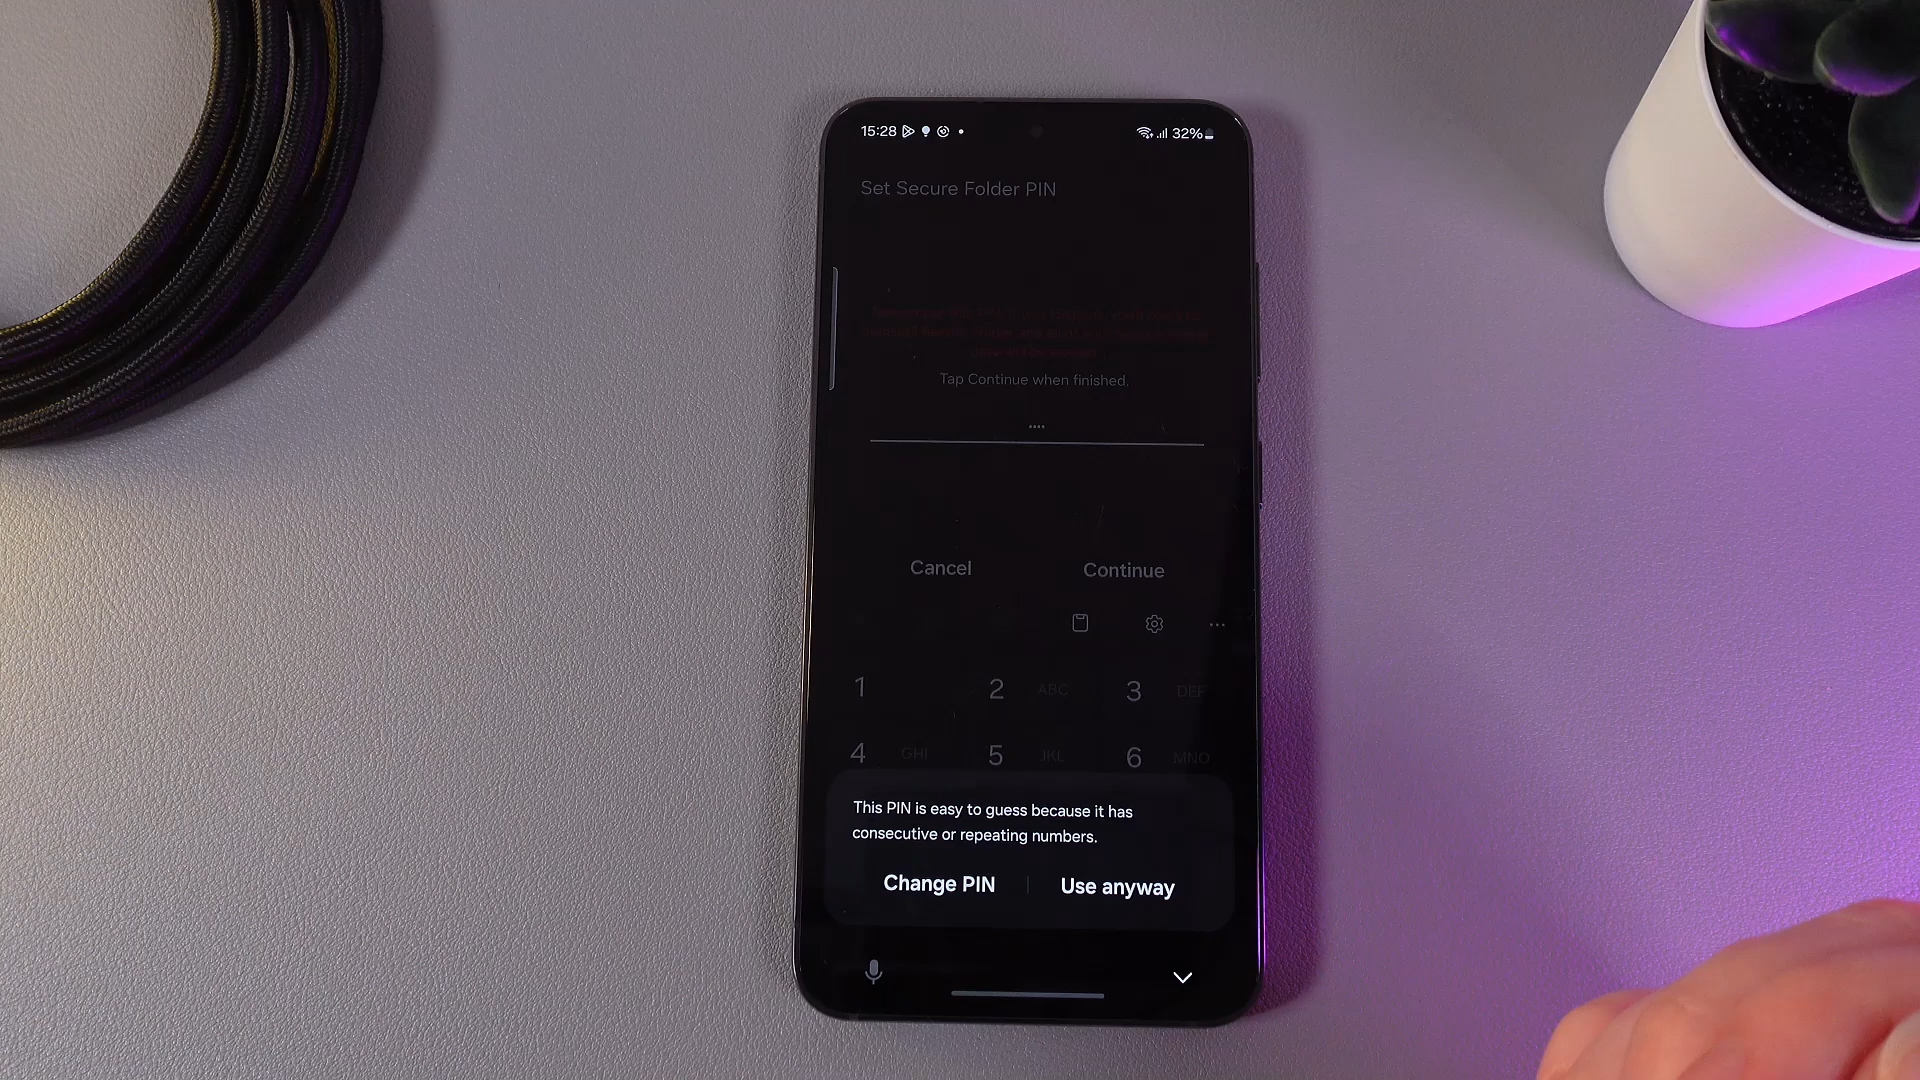 15:28
32%
Set Secure Folder PIN
Tap Continue when finished.
....
Cancel
Continue
...
1
2 ABC
3 DEF
4 GHI
5 JKL
6 MNO
This PIN is easy to guess because it has
consecutive or repeating numbers.
Change PIN
Use anyway